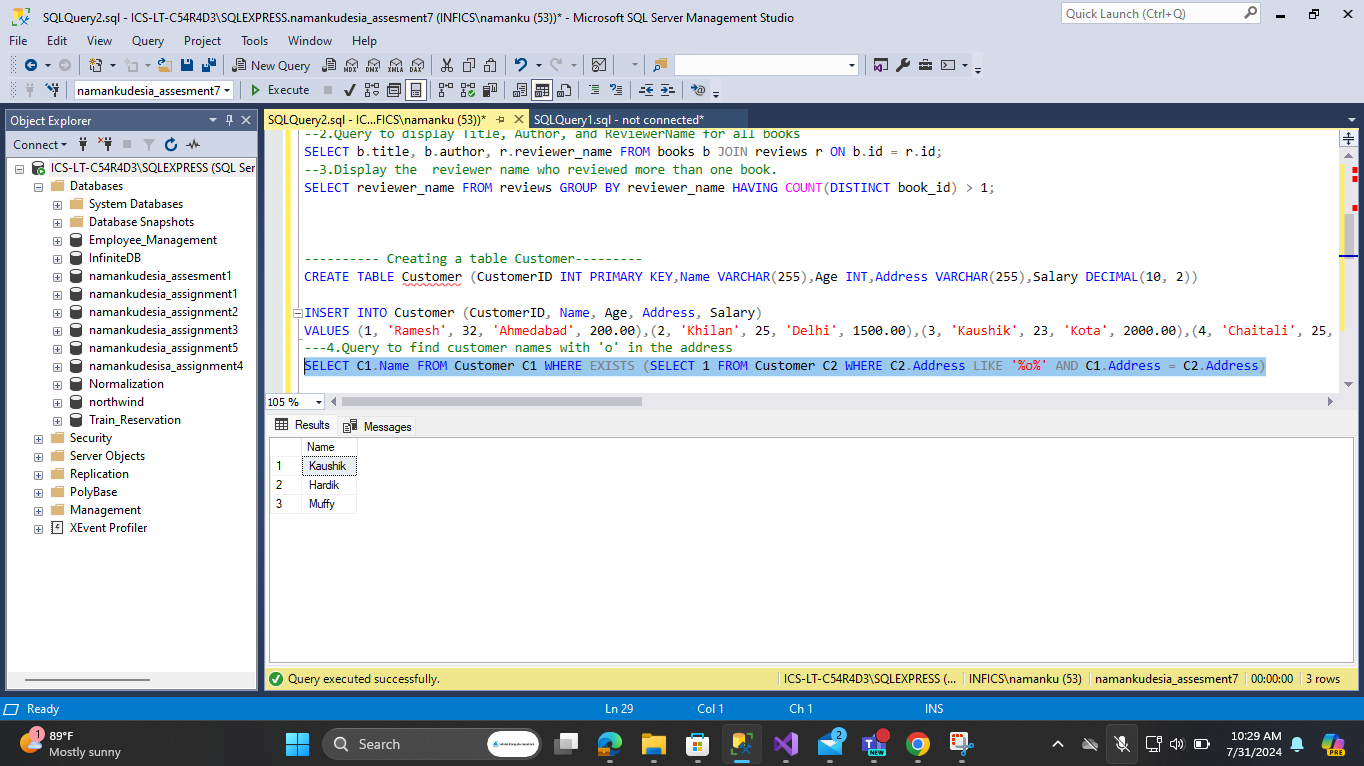 SQLQuery2.sql - ICS-LT-C54R4D3\SQLEXPRESS.namankudesia_assesment7 (INFICS\namanku (53))* - Microsoft SQL Server Management Studio
Quick Launch (Ctrl+Q)
File Edit View Query Project Tools Window Help
New Query MDX DMX XMLA DAX
namankudesia_assesment7 Execute
Object Explorer
SQLQuery2.sql - IC...FICS\namanku (53))* SQLQuery1.sql - not connected*
Connect
ICS-LT-C54R4D3\SQLEXPRESS (SQL Ser
Databases
System Databases
Database Snapshots
Employee_Management
InfiniteDB
namankudesia_assesment1
namankudesia_assignment1
namankudesia_assignment2
namankudesia_assignment3
namankudesia_assignment5
namankudesisa_assignment4
Normalization
northwind
Train_Reservation
Security
Server Objects
Replication
PolyBase
Management
XEvent Profiler
--2.Query to display Title, Author, and ReviewerName for all books
SELECT b.title, b.author, r.reviewer_name FROM books b JOIN reviews r ON b.id = r.id;
--3.Display the  reviewer name who reviewed more than one book.
SELECT reviewer_name FROM reviews GROUP BY reviewer_name HAVING COUNT(DISTINCT book_id) > 1;
---------- Creating a table Customer---------
CREATE TABLE Customer (CustomerID INT PRIMARY KEY,Name VARCHAR(255),Age INT,Address VARCHAR(255),Salary DECIMAL(10, 2))
INSERT INTO Customer (CustomerID, Name, Age, Address, Salary)
VALUES (1, 'Ramesh', 32, 'Ahmedabad', 200.00),(2, 'Khilan', 25, 'Delhi', 1500.00),(3, 'Kaushik', 23, 'Kota', 2000.00),(4, 'Chaitali', 25,
---4.Query to find customer names with 'o' in the address
SELECT C1.Name FROM Customer C1 WHERE EXISTS (SELECT 1 FROM Customer C2 WHERE C2.Address LIKE '%o%' AND C1.Address = C2.Address)
105 %
Results Messages
Name
1 Kaushik
2 Hardik
3 Muffy
Query executed successfully. ICS-LT-C54R4D3\SQLEXPRESS (... INFICS\namanku (53) namankudesia_assesment7 00:00:00 3 rows
Ready Ln 29 Col 1 Ch 1 INS
1 89°F
Mostly sunny
Search
2
NEW
PRE
10:29 AM
7/31/2024